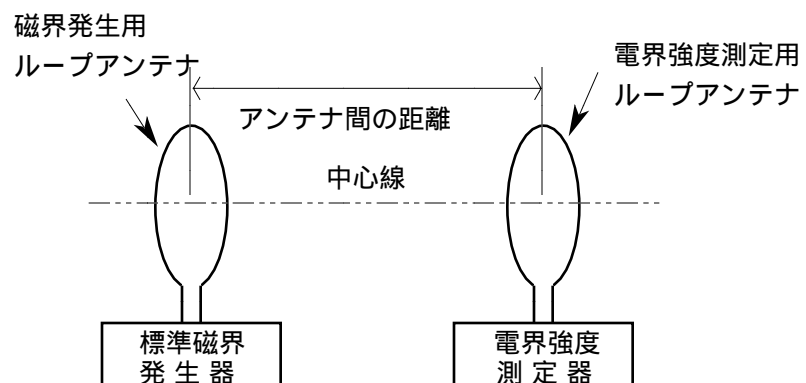 磁界発生用
ループアンテナ
電界強度測定用
ループアンテナ
アンテナ間の距離
中心線
標準磁界
発 生 器
電界強度
測 定 器